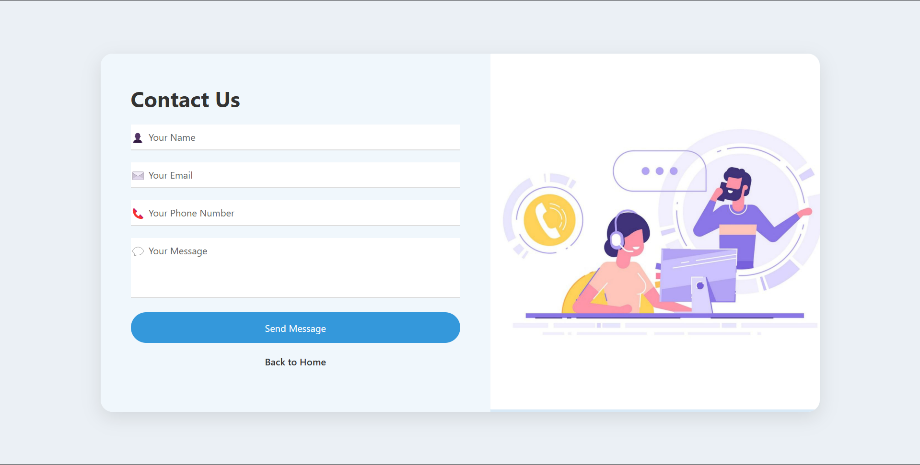 Contact Us
Your Name
Your Email
Your Phone Number
Your Message
Send Message
Back to Home